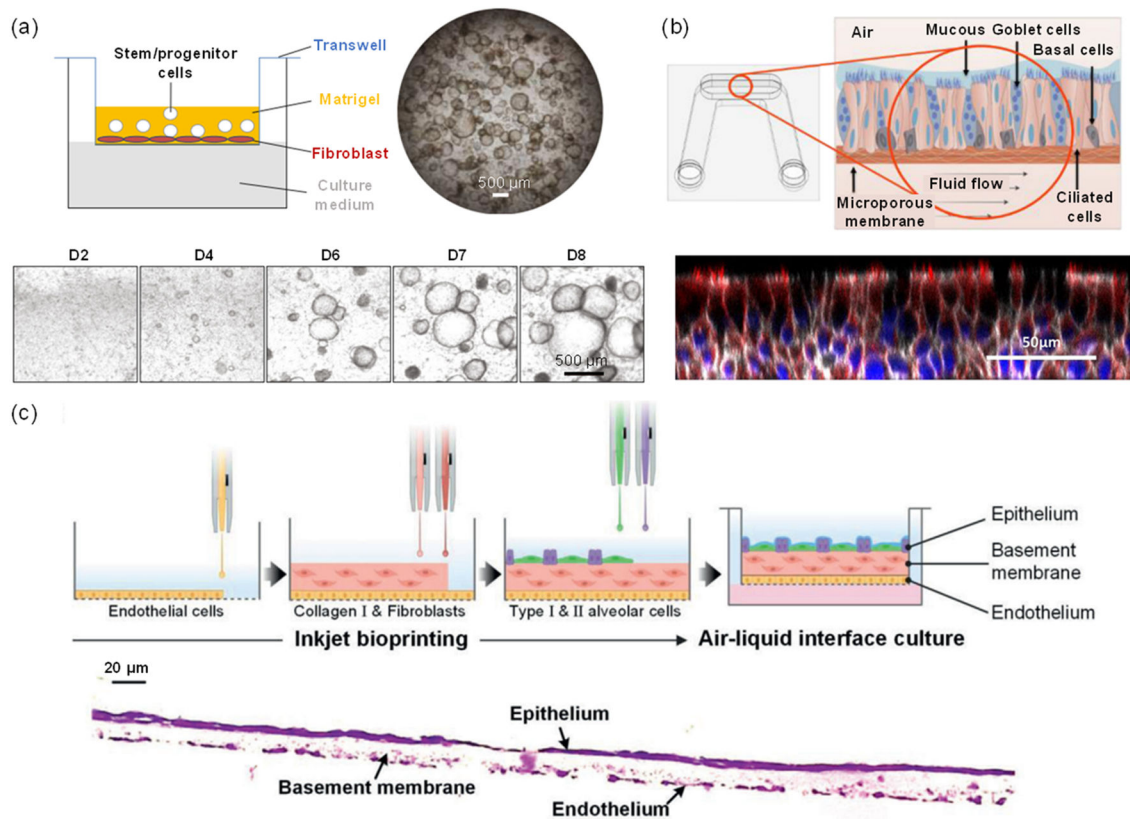 (a)
Stem/progenitor
cells
Transwell
Matrigel
Fibroblast
Culture
medium
500 µm
D2 D4 D6 D7 D8
500 µm
(b)
Air
Mucous Goblet cells
Basal cells
Fluid flow
Microporous
membrane
Ciliated
cells
50µm
(c)
Endothelial cells
Collagen I & Fibroblasts
Type I & II alveolar cells
Epithelium
Basement
membrane
Endothelium
Inkjet bioprinting
Air-liquid interface culture
20 µm
Epithelium
Basement membrane
Endothelium